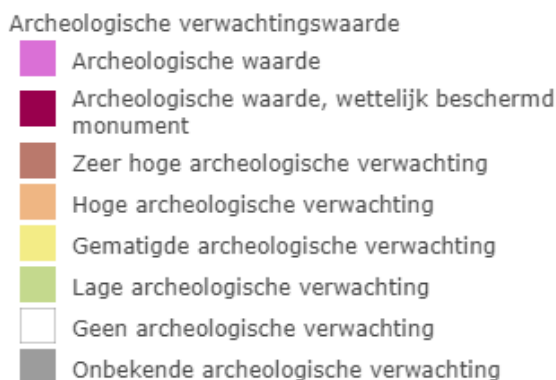 Archeologische verwachtingswaarde
Archeologische waarde
Archeologische waarde, wettelijk beschermd
monument
Zeer hoge archeologische verwachting
Hoge archeologische verwachting
Gematigde archeologische verwachting
Lage archeologische verwachting
Geen archeologische verwachting
Onbekende archeologische verwachting